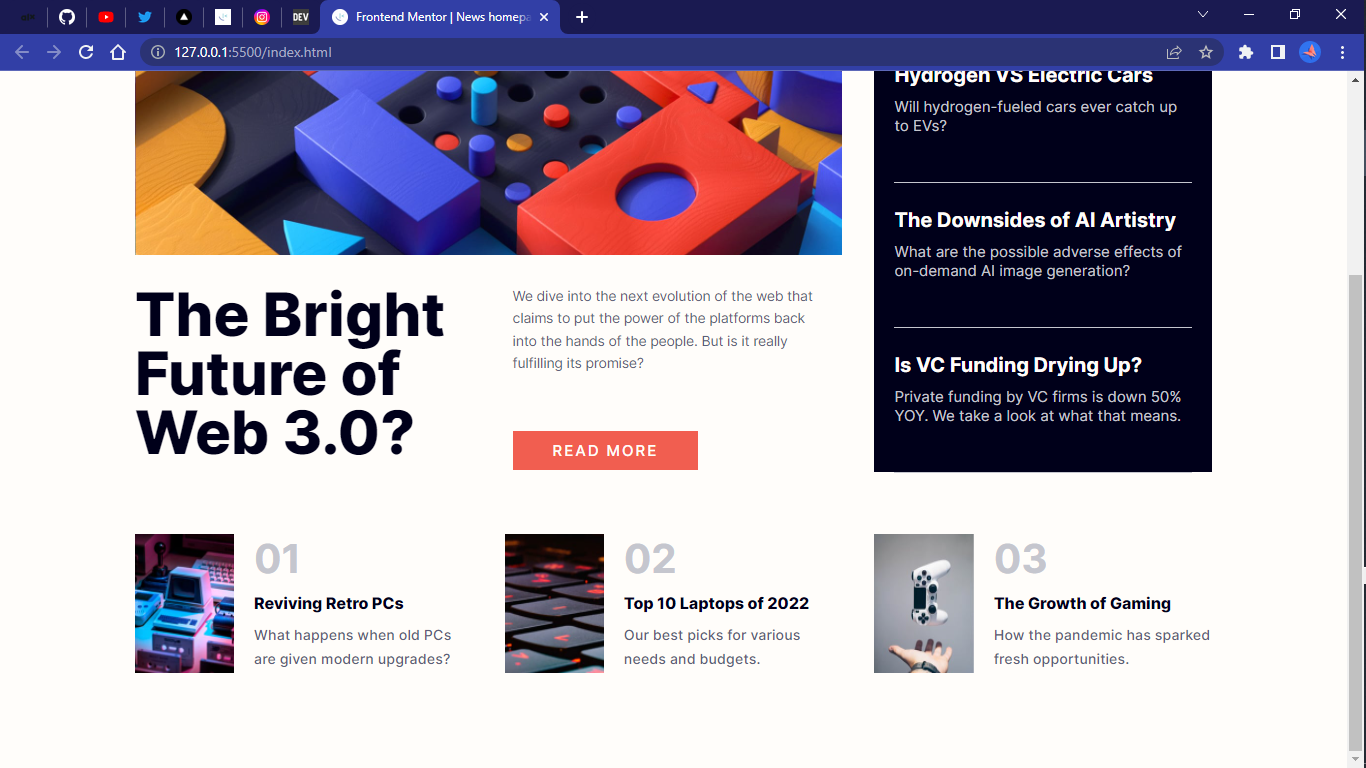 DEV
Frontend Mentor | News homep
127.0.0.1:5500/index.html
Hydrogen VS Electric Cars
Will hydrogen-fueled cars ever catch up
to EVs?
The Downsides of AI Artistry
What are the possible adverse effects of
on-demand AI image generation?
Is VC Funding Drying Up?
Private funding by VC firms is down 50%
YOY. We take a look at what that means.
The Bright
Future of
Web 3.0?
We dive into the next evolution of the web that
claims to put the power of the platforms back
into the hands of the people. But is it really
fulfilling its promise?
READ MORE
01
Reviving Retro PCs
What happens when old PCs
are given modern upgrades?
02
Top 10 Laptops of 2022
Our best picks for various
needs and budgets.
03
The Growth of Gaming
How the pandemic has sparked
fresh opportunities.